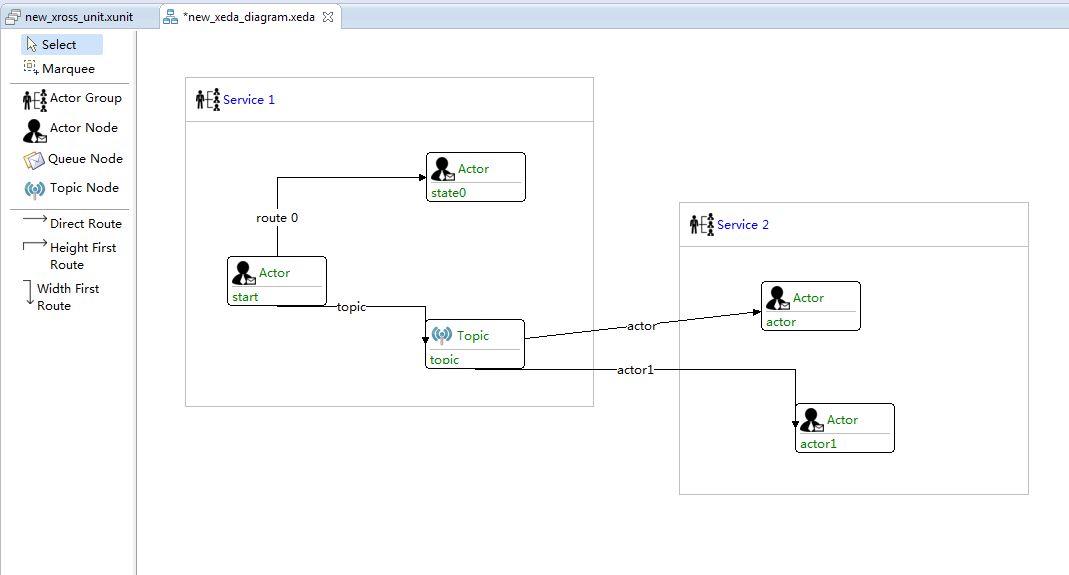 new_xross_unit.xunit
*new_xeda_diagram.xeda
Select
Marquee
Actor Group
Actor Node
Queue Node
Topic Node
Direct Route
Height First
Route
Width First
Route
Service 1
Actor
state0
route 0
Actor
start
topic
Topic
topic
Service 2
actor
Actor
actor
actor1
Actor
actor1